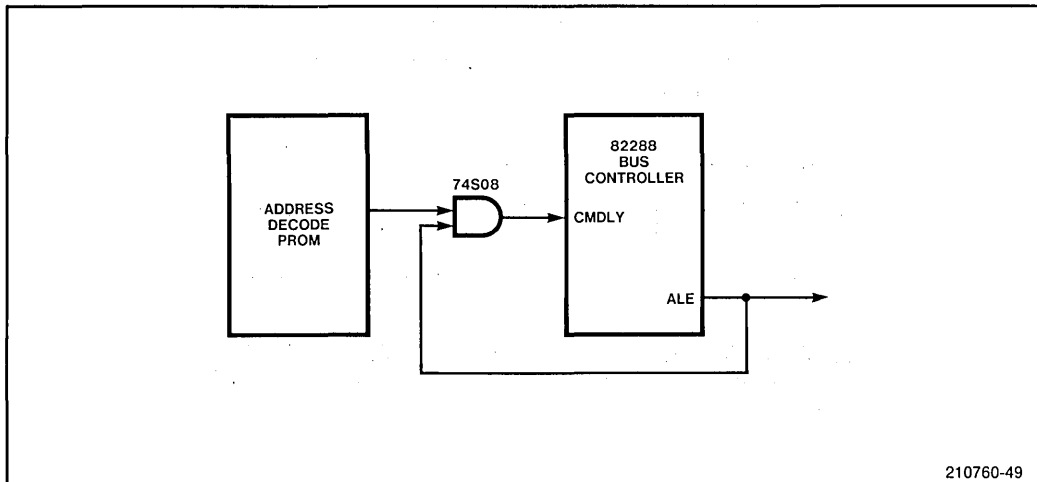 ADDRESS
DECODE
PROM
74S08
82288
BUS
CONTROLLER
CMDLY
ALE
210760-49